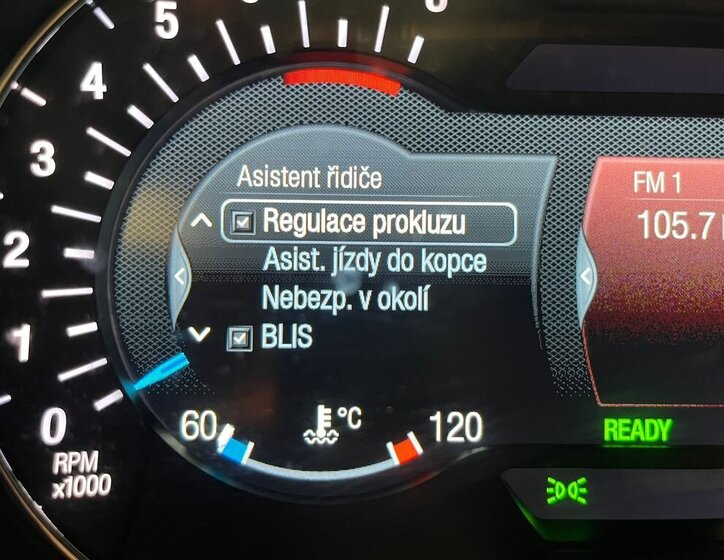 6
5
4
3
2
1
0
RPM
x1000
Asistent řidiče
Regulace prokluzu
Asist. jízdy do kopce
Nebezp. v okolí
BLIS
60
°C
120
FM 1
105.7
READY